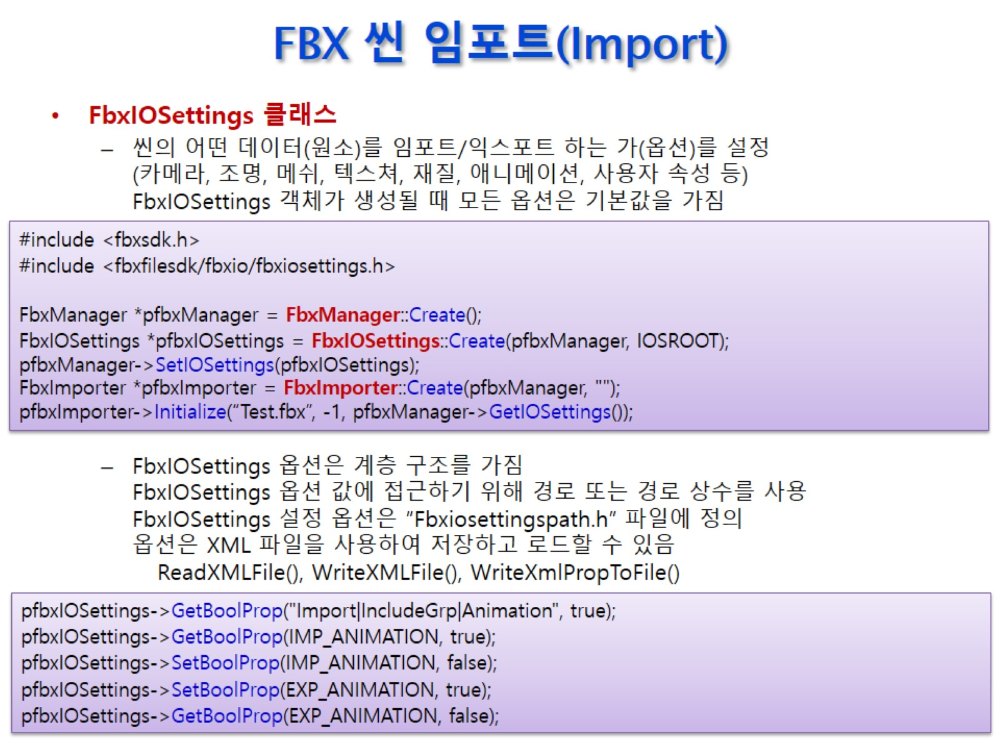 FBX 씬 임포트(Import)
• FbxIOSettings 클래스
– 씬의 어떤 데이터(원소)를 임포트/익스포트 하는 가(옵션)를 설정
(카메라, 조명, 메쉬, 텍스쳐, 재질, 애니메이션, 사용자 속성 등)
FbxIOSettings 객체가 생성될 때 모든 옵션은 기본값을 가짐
#include <fbxsdk.h>
#include <fbxfilesdk/fbxio/fbxiosettings.h>
FbxManager *pfbxManager = FbxManager::Create();
FbxIOSettings *pfbxIOSettings = FbxIOSettings::Create(pfbxManager, IOSROOT);
pfbxManager->SetIOSettings(pfbxIOSettings);
FbxImporter *pfbxImporter = FbxImporter::Create(pfbxManager, "");
pfbxImporter->Initialize(“Test.fbx”, -1, pfbxManager->GetIOSettings());
– FbxIOSettings 옵션은 계층 구조를 가짐
FbxIOSettings 옵션 값에 접근하기 위해 경로 또는 경로 상수를 사용
FbxIOSettings 설정 옵션은 “Fbxiosettingspath.h” 파일에 정의
옵션은 XML 파일을 사용하여 저장하고 로드할 수 있음
ReadXMLFile(), WriteXMLFile(), WriteXmlPropToFile()
pfbxIOSettings->GetBoolProp("Import|IncludeGrp|Animation", true);
pfbxIOSettings->GetBoolProp(IMP_ANIMATION, true);
pfbxIOSettings->SetBoolProp(IMP_ANIMATION, false);
pfbxIOSettings->SetBoolProp(EXP_ANIMATION, true);
pfbxIOSettings->GetBoolProp(EXP_ANIMATION, false);